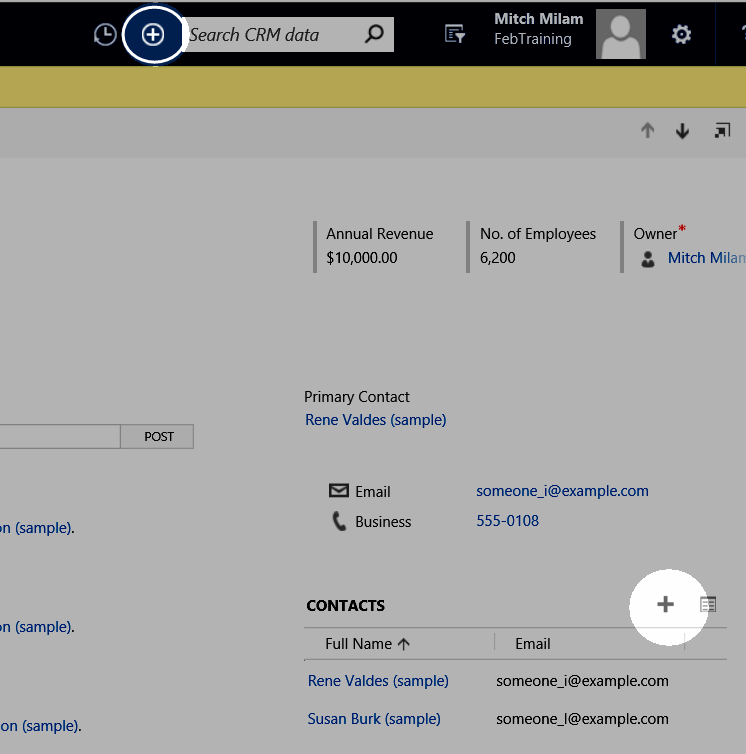 Search CRM data
Mitch Milam
FebTraining
Annual Revenue
$10,000.00
No. of Employees
6,200
Owner*
Mitch Milam
Primary Contact
Rene Valdes (sample)
POST
Email someone_i@example.com
Business 555-0108
on (sample).
CONTACTS
Full Name Email
on (sample).
Rene Valdes (sample) someone_i@example.com
Susan Burk (sample) someone_l@example.com
on (sample).